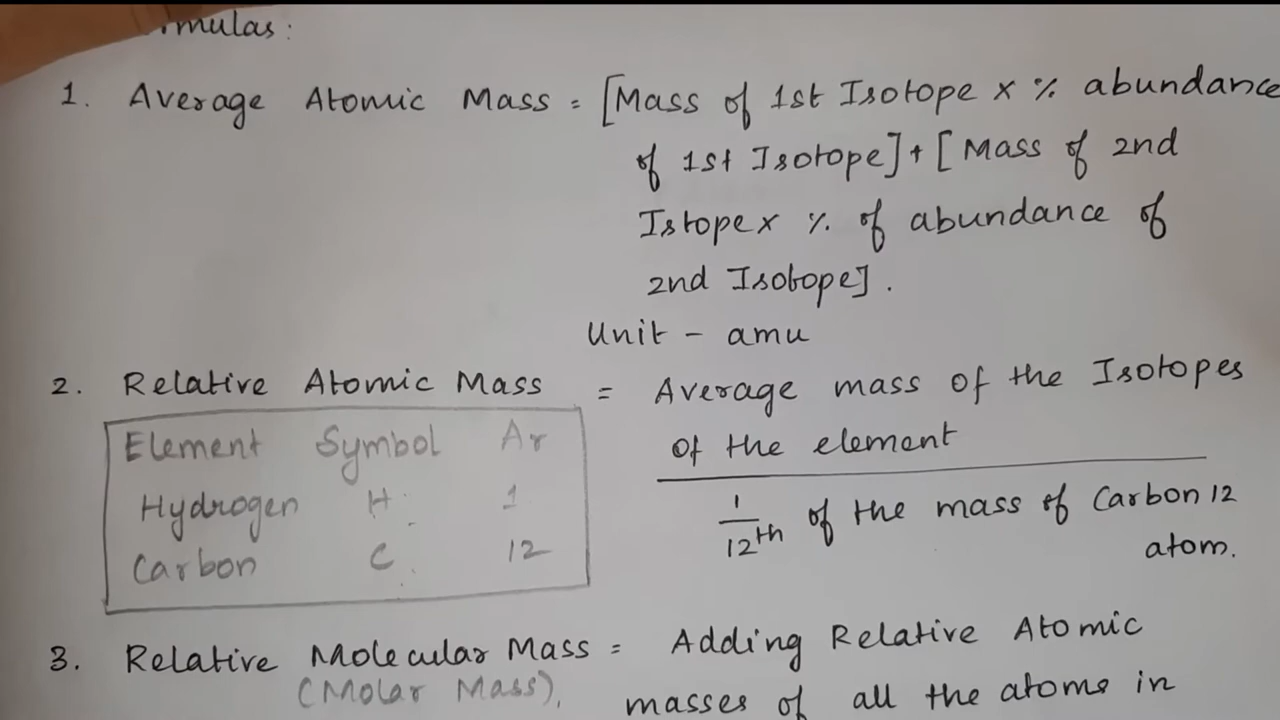 rmulas:
1. Average Atomic Mass = [Mass of 1st Isotope x % abundance
of 1st Isotope] + [Mass of 2nd
Istope x % of abundance of
2nd Isotope].
Unit - amu
2. Relative Atomic Mass = Average mass of the Isotopes
of the element
1/12th of the mass of Carbon 12
atom.
Element Symbol Ar
Hydrogen H 1
Carbon C 12
3. Relative Molecular Mass = Adding Relative Atomic
(Molar Mass). masses of all the atoms in